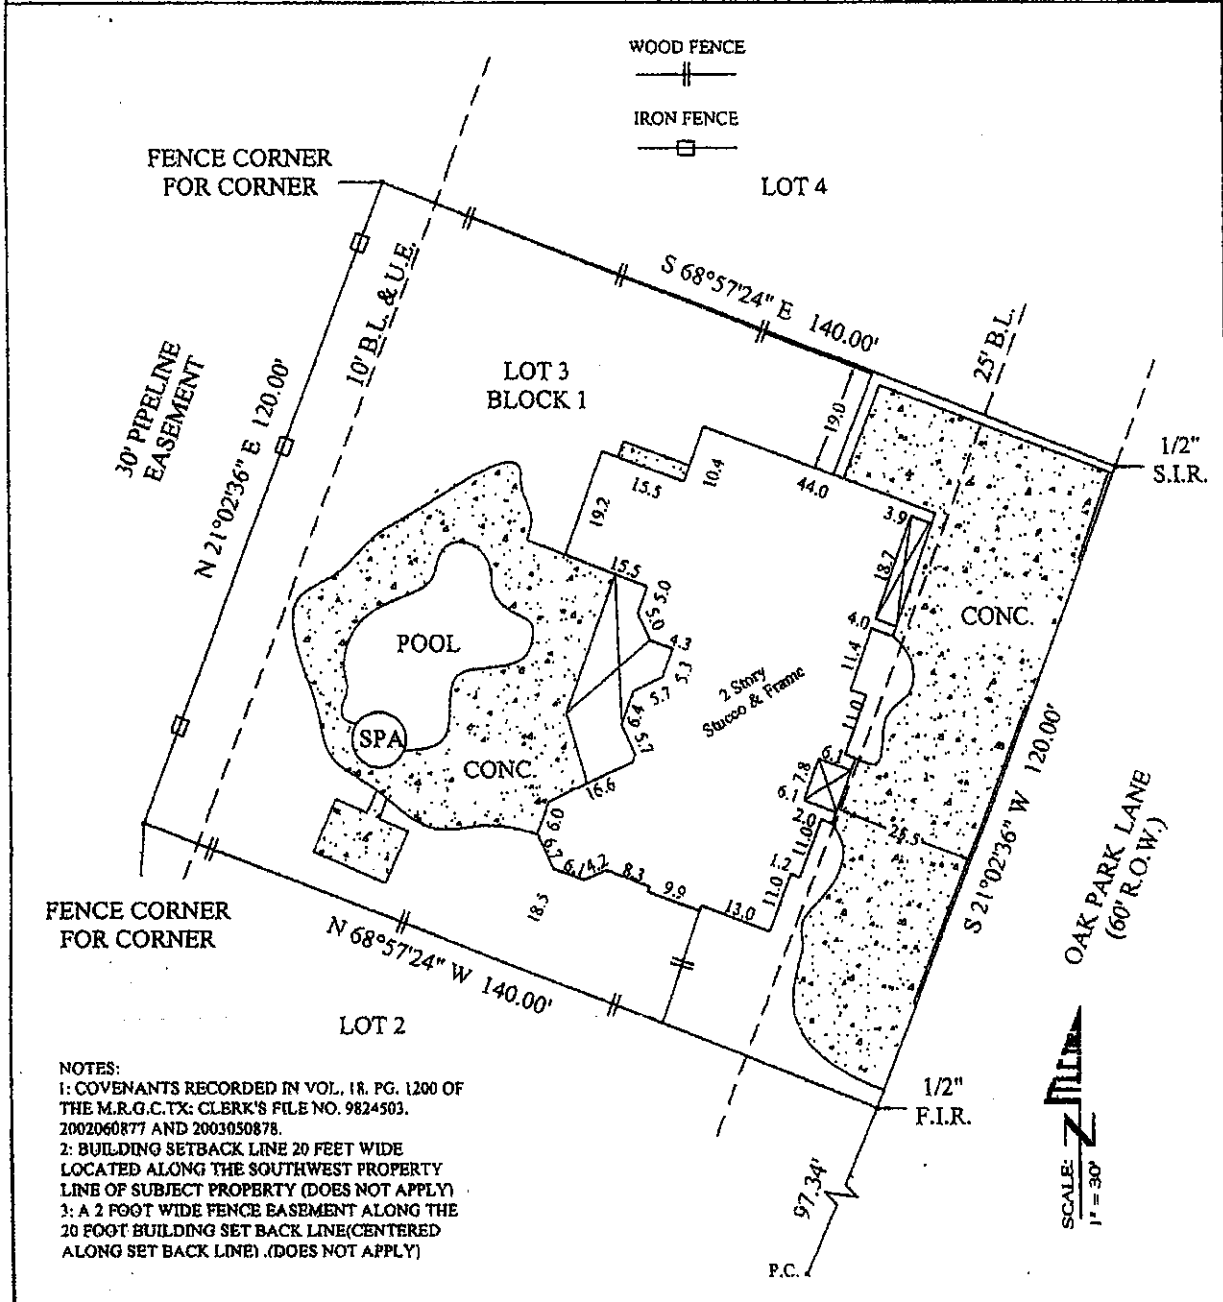 WOOD FENCE
IRON FENCE
FENCE CORNER
FOR CORNER
LOT 4
S 68°57'24" E 140.00'
10' B.L. & U.E.
25' B.L.
30' PIPELINE
EASEMENT
N 21°02'36" E 120.00'
LOT 3
BLOCK 1
19.0
1/2"
S.I.R.
15.5
10.4
44.0
19.2
3.9
18.7
15.5
5.0
5.0
4.0
CONC.
4.3
11.4
5.3
POOL
5.7
2 Story
Stucco & Frame
6.4
11.0
5.7
SPA
6.1
7.8
CONC.
6.1
16.6
6.0
2.0
25.5
S 21°02'36" W 120.00'
OAK PARK LANE
(60' R.O.W.)
6.7
11.0
6.1
4.2
8.3
1.2
9.9
11.0
13.0
18.5
FENCE CORNER
FOR CORNER
N 68°57'24" W 140.00'
LOT 2
1/2"
F.I.R.
97.34'
P.C.
N
SCALE:
1" = 30'
NOTES:
1: COVENANTS RECORDED IN VOL. 18, PG. 1200 OF
THE M.R.G.C.TX: CLERK'S FILE NO. 9824503,
2002060877 AND 2003050878.
2: BUILDING SETBACK LINE 20 FEET WIDE
LOCATED ALONG THE SOUTHWEST PROPERTY
LINE OF SUBJECT PROPERTY (DOES NOT APPLY)
3: A 2 FOOT WIDE FENCE EASEMENT ALONG THE
20 FOOT BUILDING SET BACK LINE(CENTERED
ALONG SET BACK LINE) .(DOES NOT APPLY)